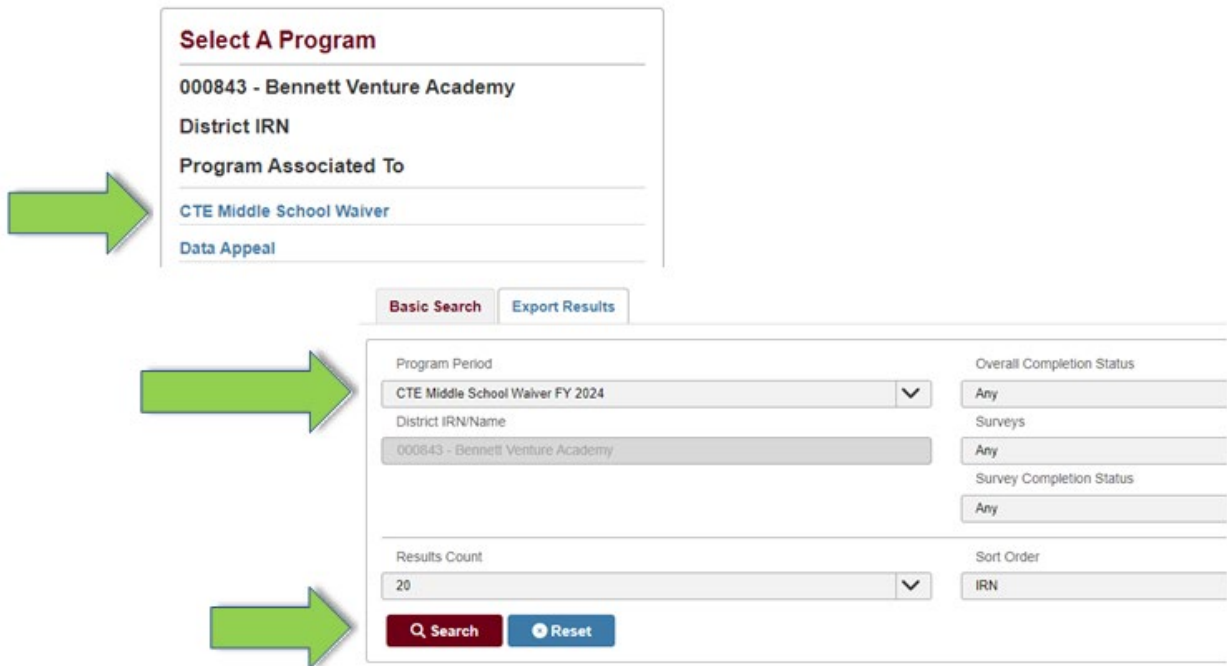 Select A Program
000843 - Bennett Venture Academy
District IRN
Program Associated To
CTE Middle School Waiver
Data Appeal
Basic Search
Export Results
Program Period
Overall Completion Status
CTE Middle School Waiver FY 2024
Any
District IRN/Name
Surveys
000843 - Bennett Venture Academy
Any
Survey Completion Status
Any
Results Count
Sort Order
20
IRN
Search
Reset